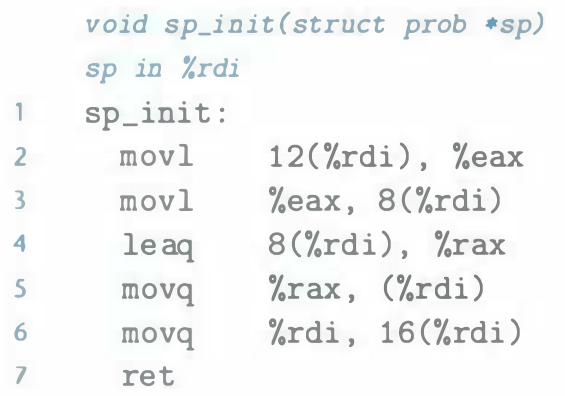 void sp_init(struct prob *sp)
sp in %rdi
1 sp_init:
2 movl 12(%rdi), %eax
3 movl %eax, 8(%rdi)
4 leaq 8(%rdi), %rax
5 movq %rax, (%rdi)
6 movq %rdi, 16(%rdi)
7 ret